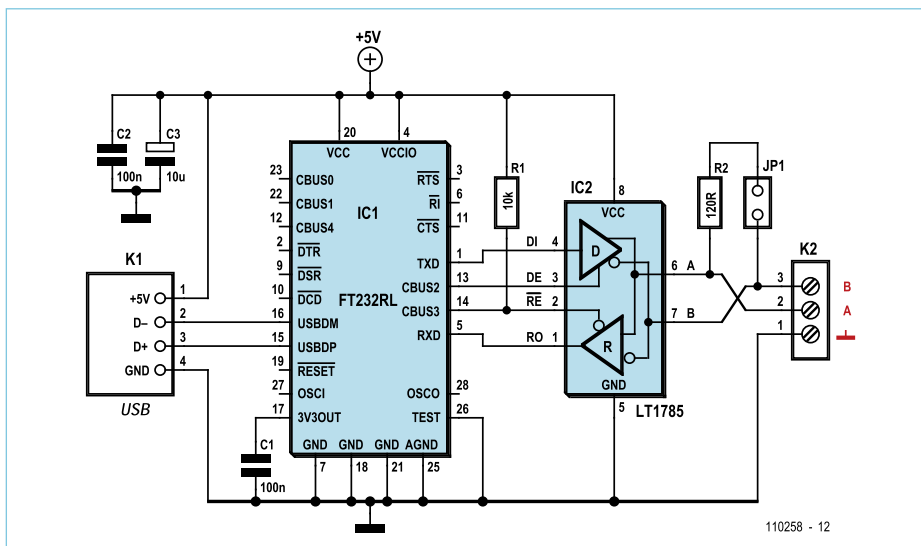 +5V
C2
100n
C3
10u
K1
+5V
D–
D+
GND
1
2
3
4
USB
C1
100n
IC1
FT232RL
20
VCC
4
VCCIO
23
CBUS0
22
CBUS1
12
CBUS4
2
DTR
9
DSR
10
DCD
16
USBDM
15
USBDP
19
RESET
27
OSCI
17
3V3OUT
3
RTS
6
RI
11
CTS
1
TXD
13
CBUS2
14
CBUS3
5
RXD
28
OSCO
26
TEST
GND
7
GND
18
GND
21
AGND
25
R1
10k
IC2
8
VCC
DI 4
DE 3
RE 2
RO 1
D
R
6 A
7 B
GND
5
LT1785
R2
120R
JP1
K2
3
B
2
A
1
110258 - 12